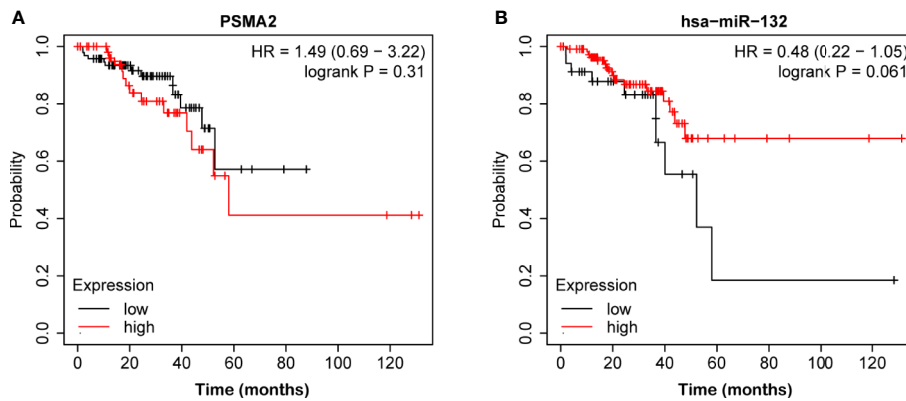 A
PSMA2
HR = 1.49 (0.69 − 3.22)
logrank P = 0.31
Probability
1.0
0.8
0.6
0.4
0.2
0.0
Expression
low
high
0 20 40 60 80 100 120
Time (months)
B
hsa−miR−132
HR = 0.48 (0.22 − 1.05)
logrank P = 0.061
Probability
1.0
0.8
0.6
0.4
0.2
0.0
Expression
low
high
0 20 40 60 80 100 120
Time (months)